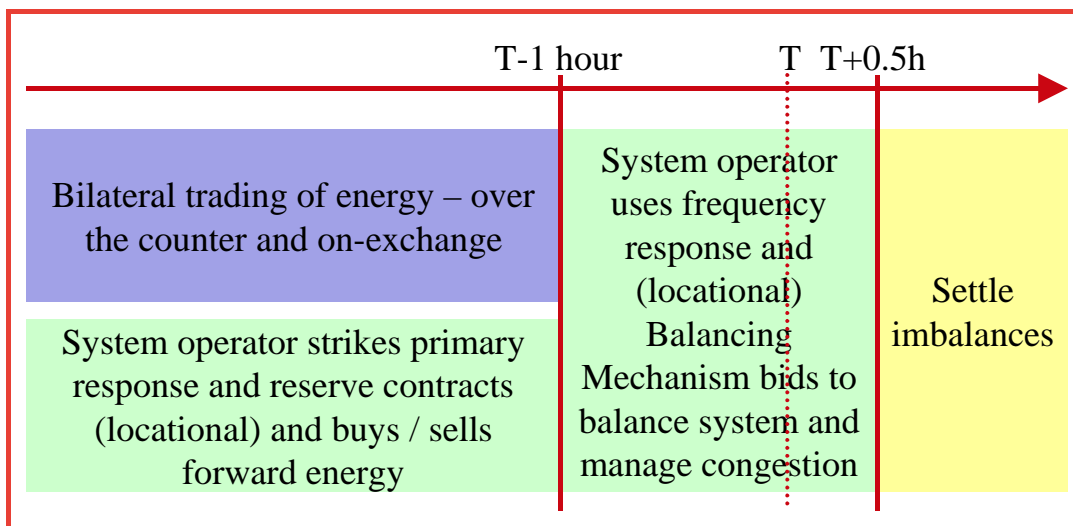 T-1 hour
T
T+0.5h
Bilateral trading of energy – over
the counter and on-exchange
System operator strikes primary
response and reserve contracts
(locational) and buys / sells
forward energy
System operator
uses frequency
response and
(locational)
Balancing
Mechanism bids to
balance system and
manage congestion
Settle
imbalances